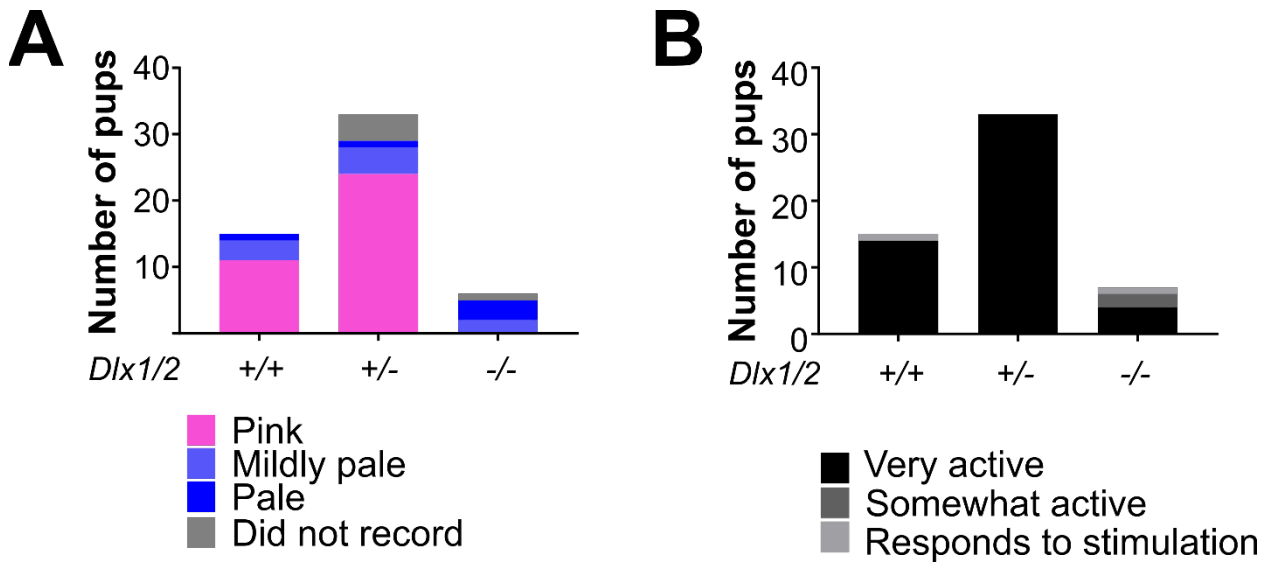 A
Number of pups
40
30
20
10
Dlx1/2 +/+ +/- -/-
Pink
Mildly pale
Pale
Did not record
B
Number of pups
40
30
20
10
0
Dlx1/2 +/+ +/- -/-
Very active
Somewhat active
Responds to stimulation